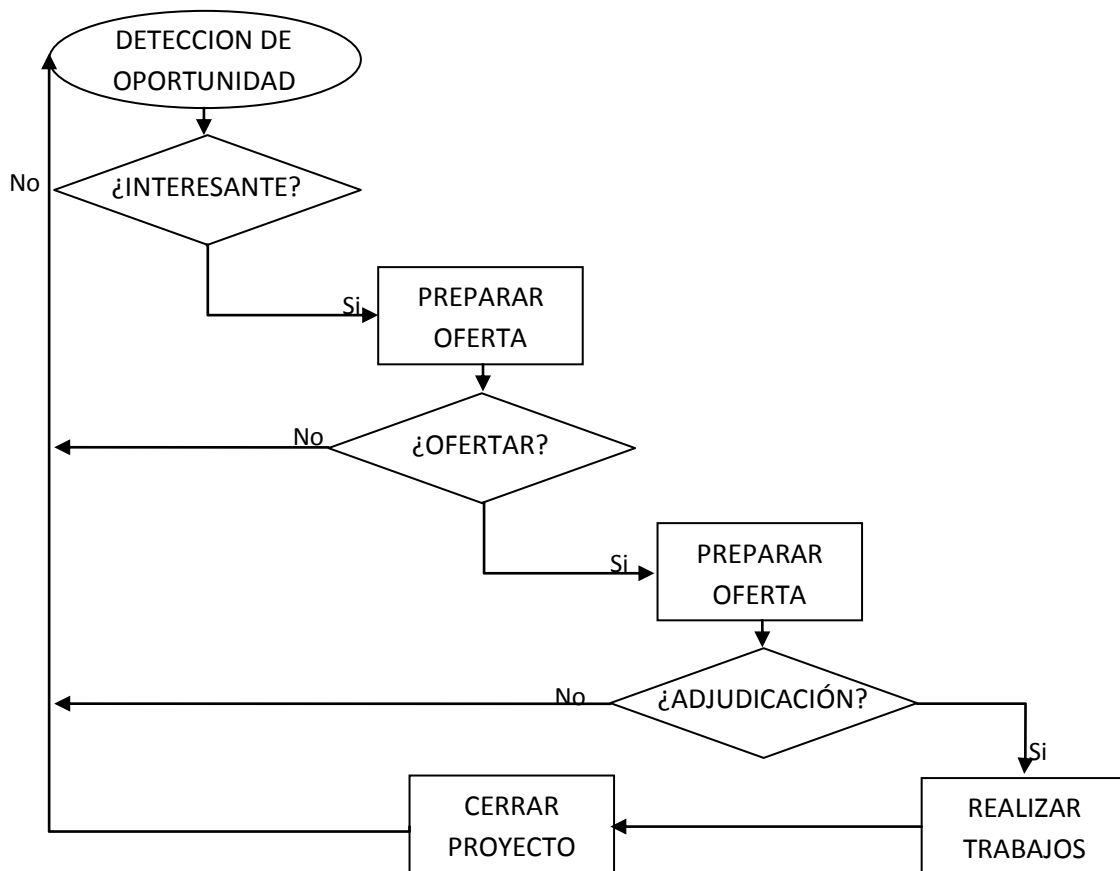 DETECCION DE
OPORTUNIDAD
No
¿INTERESANTE?
Si
PREPARAR
OFERTA
No
¿OFERTAR?
Si
PREPARAR
OFERTA
No
¿ADJUDICACIÓN?
Si
CERRAR
PROYECTO
REALIZAR
TRABAJOS